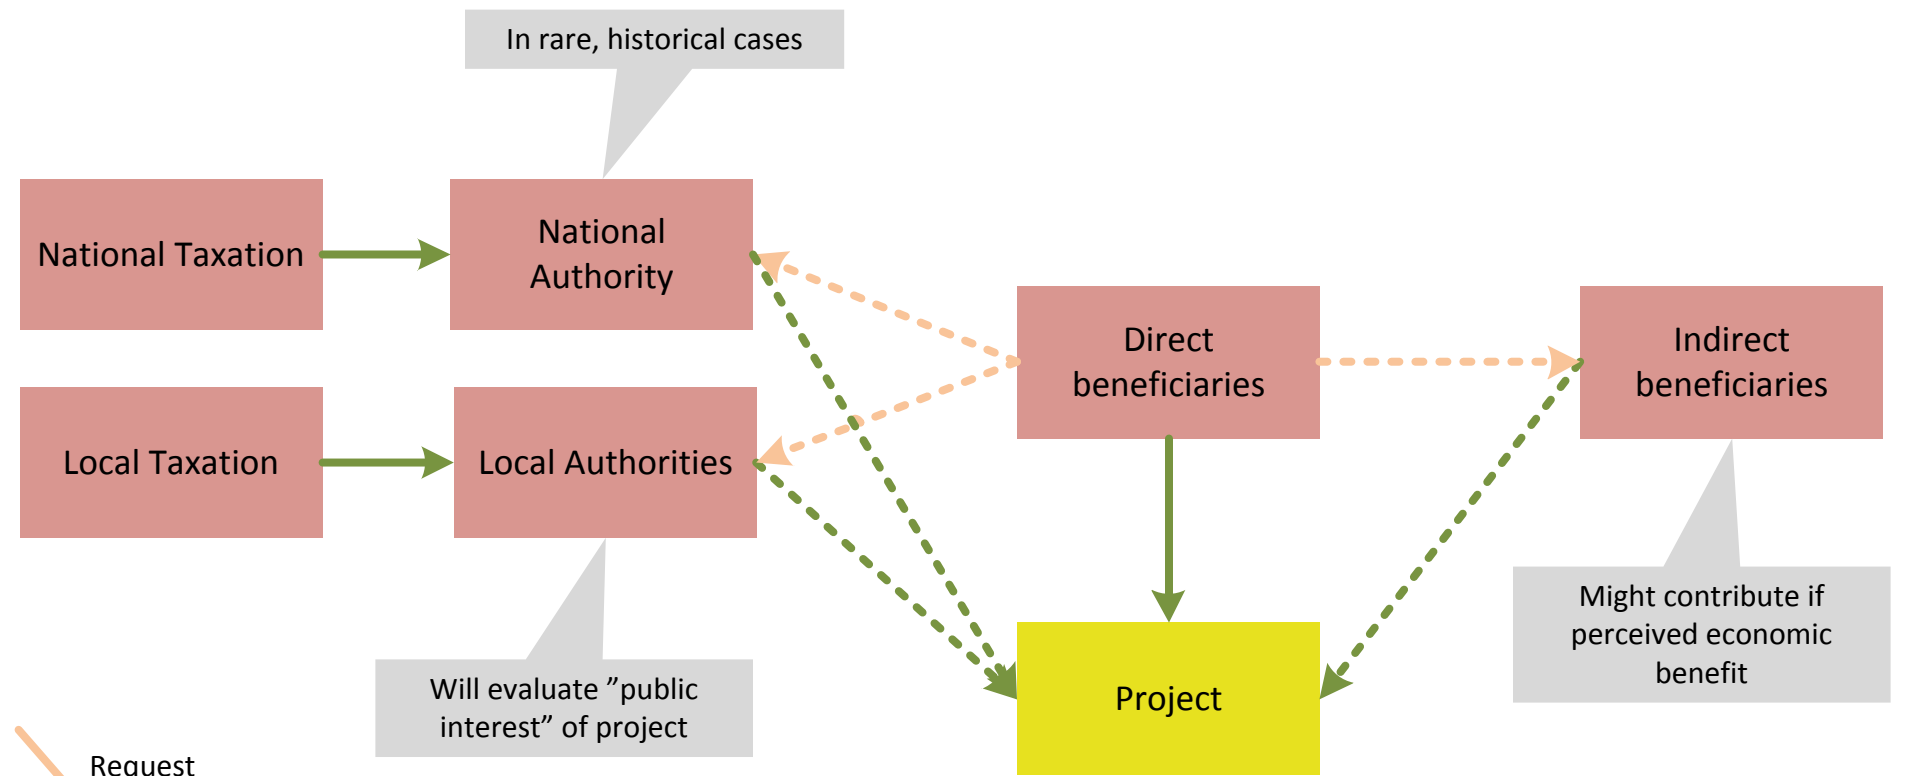 In rare, historical cases
National Taxation
National
Authority
Direct
beneficiaries
Indirect
beneficiaries
Local Taxation
Local Authorities
Might contribute if
perceived economic
benefit
Will evaluate ”public
interest” of project
Project
Request